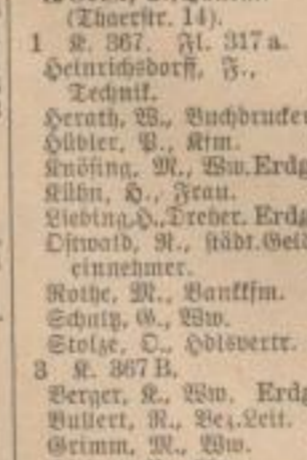 (Thaerstr. 14).
1 K. 367. Fl. 317 a.
Heinrichsdorff, F.,
Technik.
Herath, W., Buchdrucker
Hübler, P., Kfm.
Knösing, M., Ww. Erdg
Kühn, H., Frau.
Liebing, H., Dreher. Erdg
Ostwald, R., städt. Geld
einnehmer.
Rothe, M., Bankkfm.
Schultz, G., Ww.
Stolze, O., Hdlsvertr.
3 K. 367 B.
Berger, K., Ww. Erdg
Bullert, R., Bez. Leit.
Grimm, M., Ww.